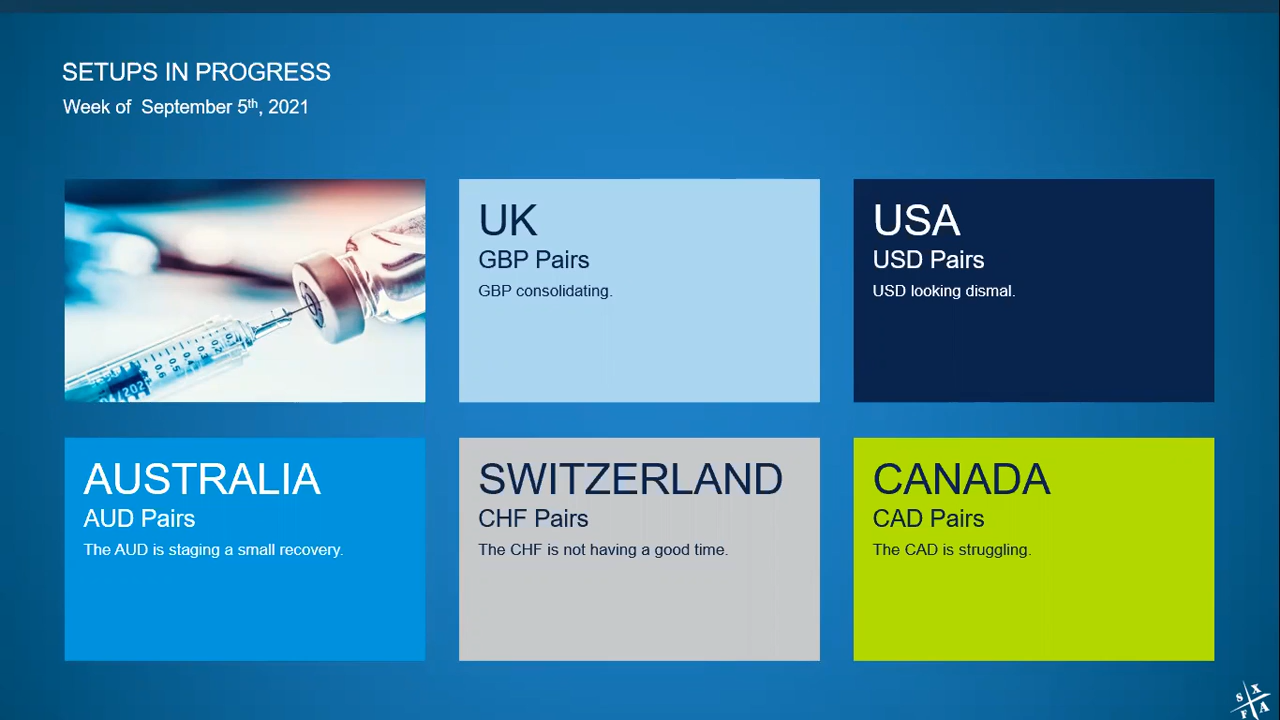 SETUPS IN PROGRESS
Week of September 5th, 2021
UK
GBP Pairs
GBP consolidating.
USA
USD Pairs
USD looking dismal.
AUSTRALIA
AUD Pairs
The AUD is staging a small recovery.
SWITZERLAND
CHF Pairs
The CHF is not having a good time.
CANADA
CAD Pairs
The CAD is struggling.
S X
F A